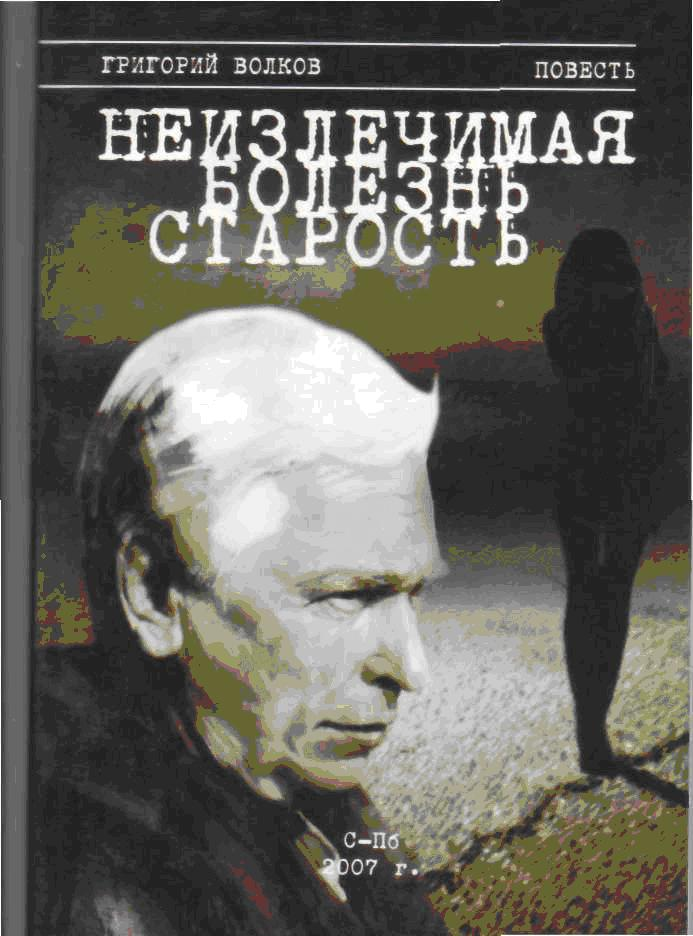 ГРИГОРИЙ ВОЛКОВ
ПОВЕСТЬ
НЕИЗЛЕЧИМАЯ
БОЛЕЗНЬ
СТАРОСТЬ
С-Пб
2007 г.